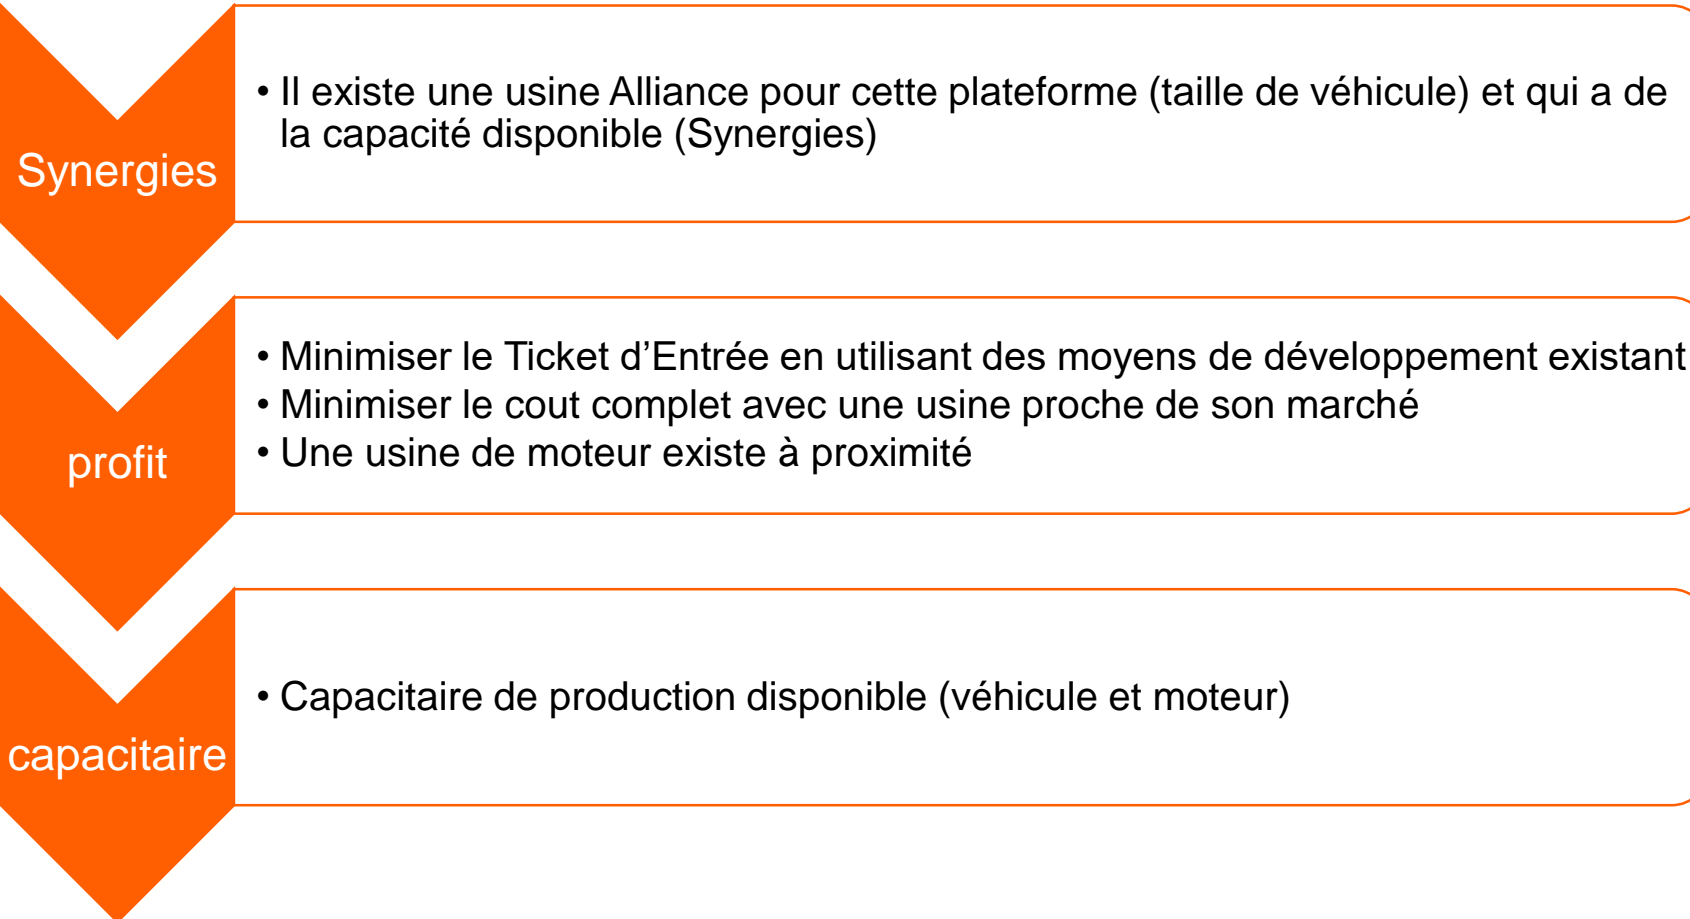 Synergies
• Il existe une usine Alliance pour cette plateforme (taille de véhicule) et qui a de
la capacité disponible (Synergies)
profit
• Minimiser le Ticket d’Entrée en utilisant des moyens de développement existant
• Minimiser le cout complet avec une usine proche de son marché
• Une usine de moteur existe à proximité
capacitaire
• Capacitaire de production disponible (véhicule et moteur)